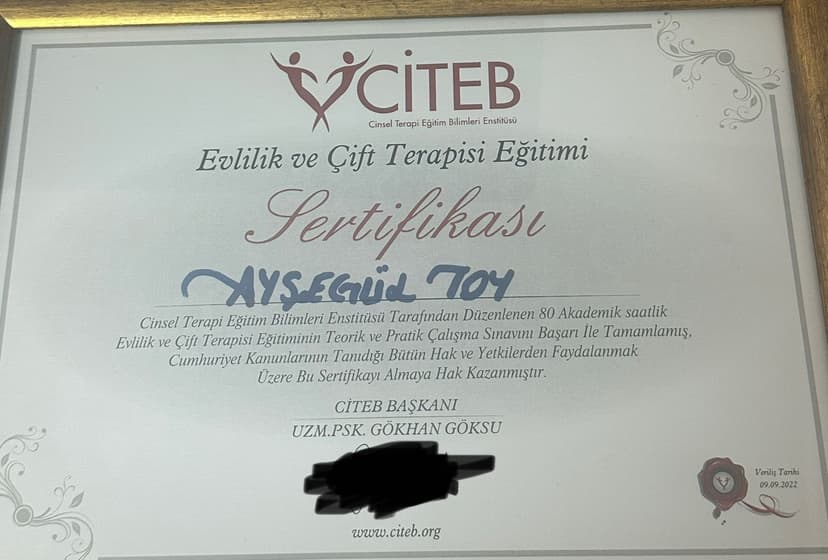 CİTEB
Cinsel Terapi Eğitim Bilimleri Enstitüsü
Evlilik ve Çift Terapisi Eğitimi
Sertifikası
AYŞEGÜL TOY
Cinsel Terapi Eğitim Bilimleri Enstitüsü Tarafından Düzenlenen 80 Akademik saatlik
Evlilik ve Çift Terapisi Eğitiminin Teorik ve Pratik Çalışma Sınavını Başarı İle Tamamlamış,
Cumhuriyet Kanunlarının Tanıdığı Bütün Hak ve Yetkilerden Faydalanmak
Üzere Bu Sertifikayı Almaya Hak Kazanmıştır.
CİTEB BAŞKANI
UZM.PSK. GÖKHAN GÖKSU
Veriliş Tarihi
09.09.2022
www.citeb.org